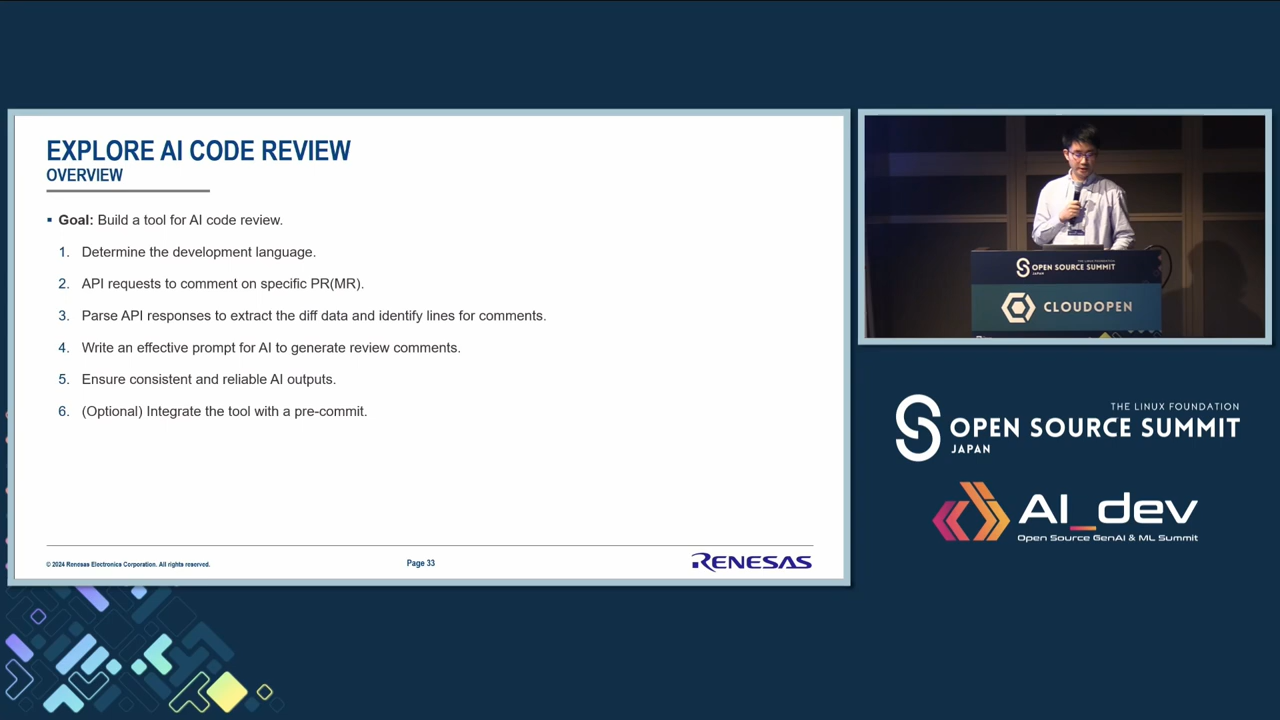 EXPLORE AI CODE REVIEW
OVERVIEW
▪ Goal: Build a tool for AI code review.
1. Determine the development language.
2. API requests to comment on specific PR(MR).
3. Parse API responses to extract the diff data and identify lines for comments.
4. Write an effective prompt for AI to generate review comments.
5. Ensure consistent and reliable AI outputs.
6. (Optional) Integrate the tool with a pre-commit.
© 2024 Renesas Electronics Corporation. All rights reserved.
Page 33
RENESAS
THE LINUX FOUNDATION
OPEN SOURCE SUMMIT
JAPAN
CLOUDOPEN
THE LINUX FOUNDATION
OPEN SOURCE SUMMIT
JAPAN
AI_dev
Open Source GenAI & ML Summit